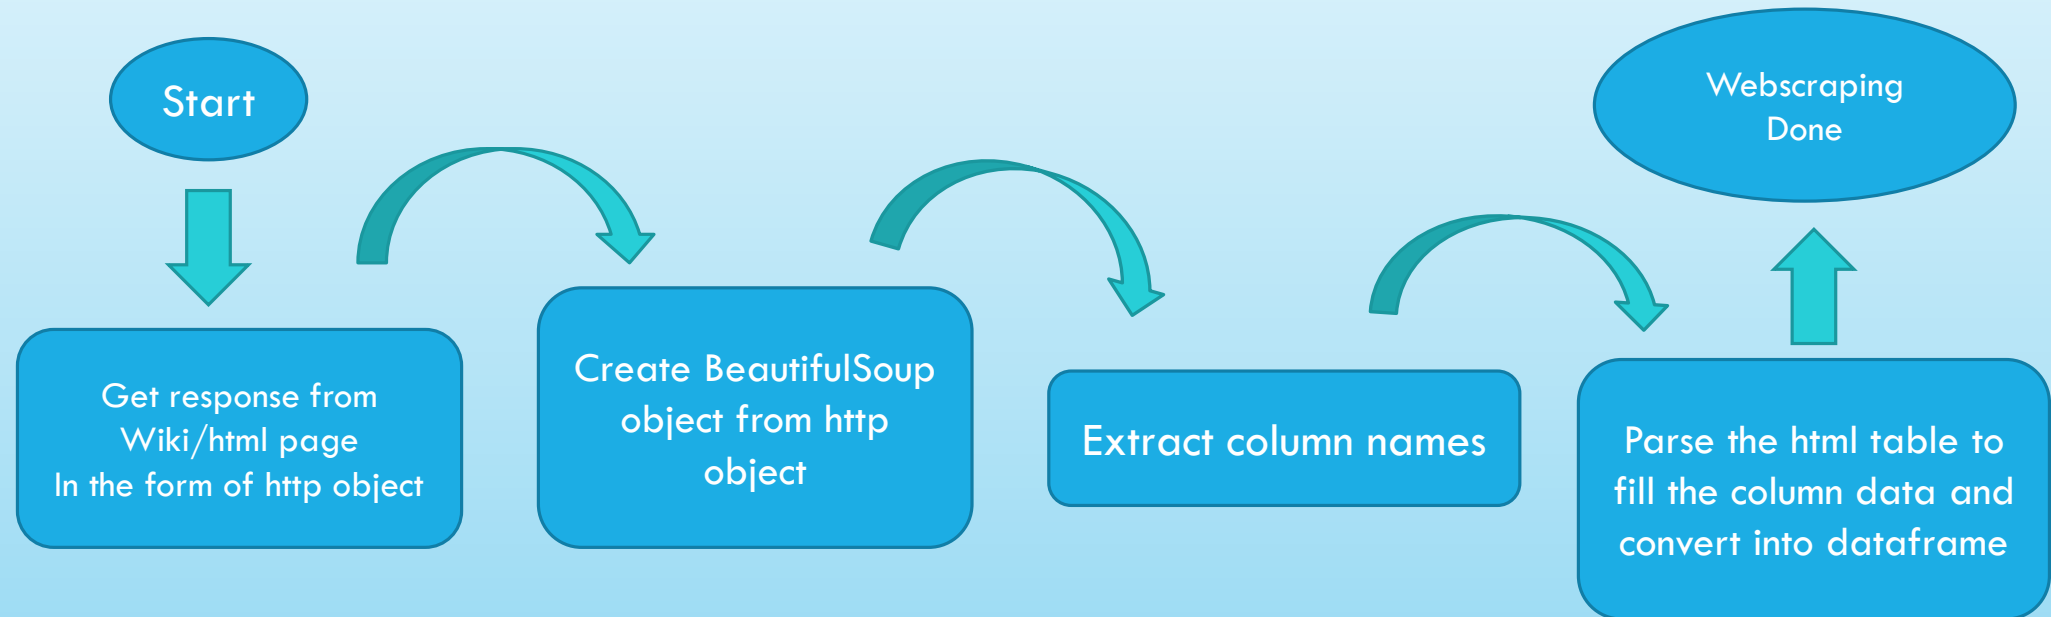 Start
Get response from
Wiki/html page
In the form of http object
Create BeautifulSoup
object from http
object
Extract column names
Parse the html table to
fill the column data and
convert into dataframe
Webscraping
Done